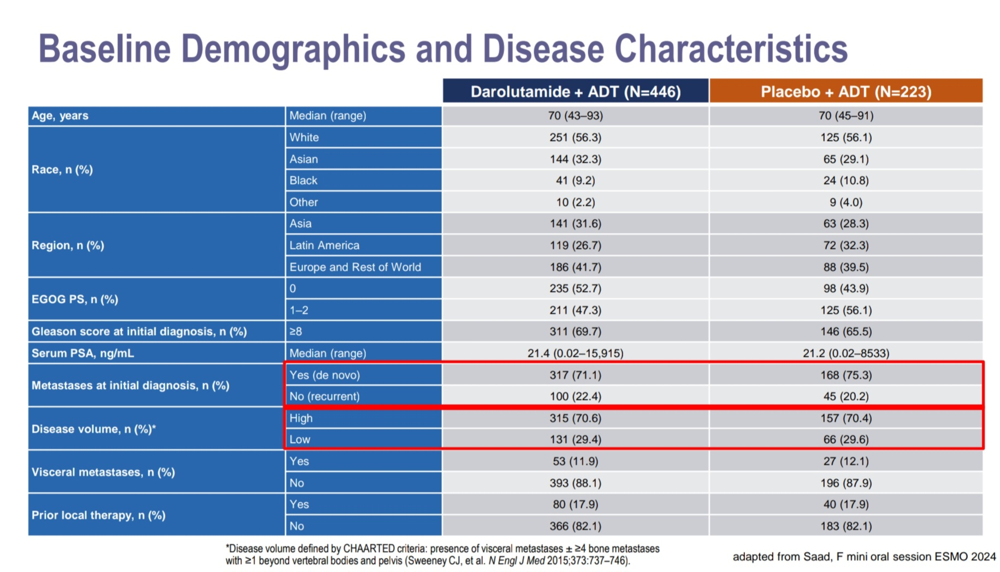 Baseline Demographics and Disease Characteristics
Darolutamide + ADT (N=446) Placebo + ADT (N=223)
Age, years Median (range) 70 (43–93) 70 (45–91)
Race, n (%)
White 251 (56.3) 125 (56.1)
Asian 144 (32.3) 65 (29.1)
Black 41 (9.2) 24 (10.8)
Other 10 (2.2) 9 (4.0)
Region, n (%)
Asia 141 (31.6) 63 (28.3)
Latin America 119 (26.7) 72 (32.3)
Europe and Rest of World 186 (41.7) 88 (39.5)
EGOG PS, n (%)
0 235 (52.7) 98 (43.9)
1–2 211 (47.3) 125 (56.1)
Gleason score at initial diagnosis, n (%) ≥8 311 (69.7) 146 (65.5)
Serum PSA, ng/mL Median (range) 21.4 (0.02–15,915) 21.2 (0.02–8533)
Metastases at initial diagnosis, n (%)
Yes (de novo) 317 (71.1) 168 (75.3)
No (recurrent) 100 (22.4) 45 (20.2)
Disease volume, n (%)*
High 315 (70.6) 157 (70.4)
Low 131 (29.4) 66 (29.6)
Visceral metastases, n (%)
Yes 53 (11.9) 27 (12.1)
No 393 (88.1) 196 (87.9)
Prior local therapy, n (%)
Yes 80 (17.9) 40 (17.9)
No 366 (82.1) 183 (82.1)
*Disease volume defined by CHAARTED criteria: presence of visceral metastases ± ≥4 bone metastases
with ≥1 beyond vertebral bodies and pelvis (Sweeney CJ, et al. N Engl J Med 2015;373:737–746).
adapted from Saad, F mini oral session ESMO 2024